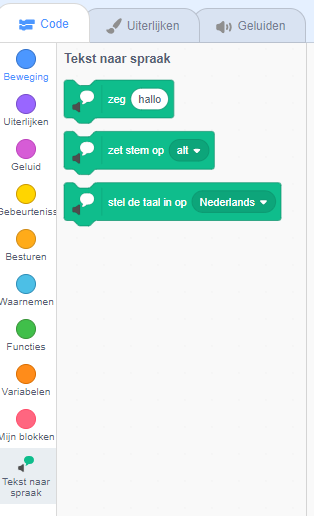 Code Uiterlijken Geluiden
Tekst naar spraak
Beweging
Uiterlijken
Geluid
Gebeurteniss
Besturen
Waarnemen
Functies
Variabelen
Mijn blokken
Tekst naar
spraak
zeg hallo
zet stem op alt
stel de taal in op Nederlands